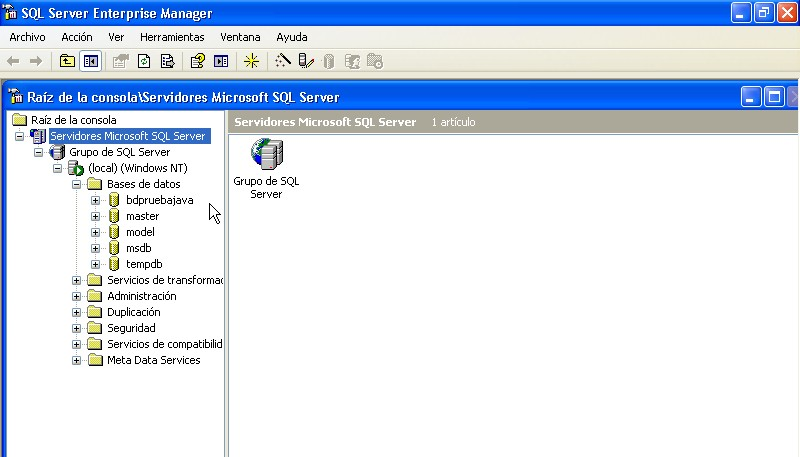 SQL Server Enterprise Manager
Archivo Acción Ver Herramientas Ventana Ayuda
Raíz de la consola\Servidores Microsoft SQL Server
Raíz de la consola
Servidores Microsoft SQL Server
Grupo de SQL Server
(local) (Windows NT)
Bases de datos
bdpruebajava
master
model
msdb
tempdb
Servicios de transformac
Administración
Duplicación
Seguridad
Servicios de compatibilid
Meta Data Services
Servidores Microsoft SQL Server 1 artículo
Grupo de SQL
Server